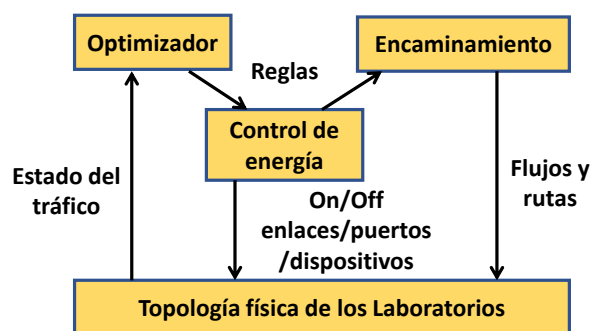 Optimizador
Encaminamiento
Reglas
Control de
energía
Estado del
tráfico
Flujos y
rutas
On/Off
enlaces/puertos
/dispositivos
Topología física de los Laboratorios